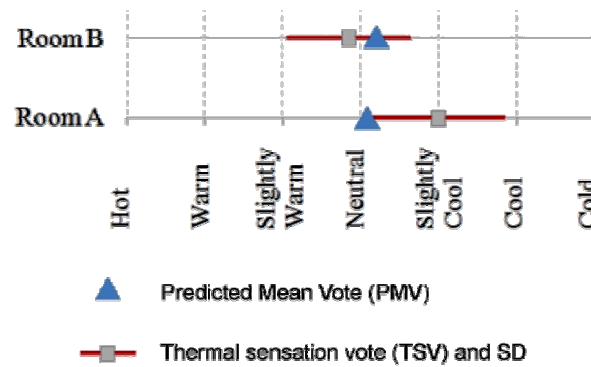 Room B
Room A
Hot
Warm
Slightly
Warm
Neutral
Slightly
Cool
Cool
Cold
Predicted Mean Vote (PMV)
Thermal sensation vote (TSV) and SD